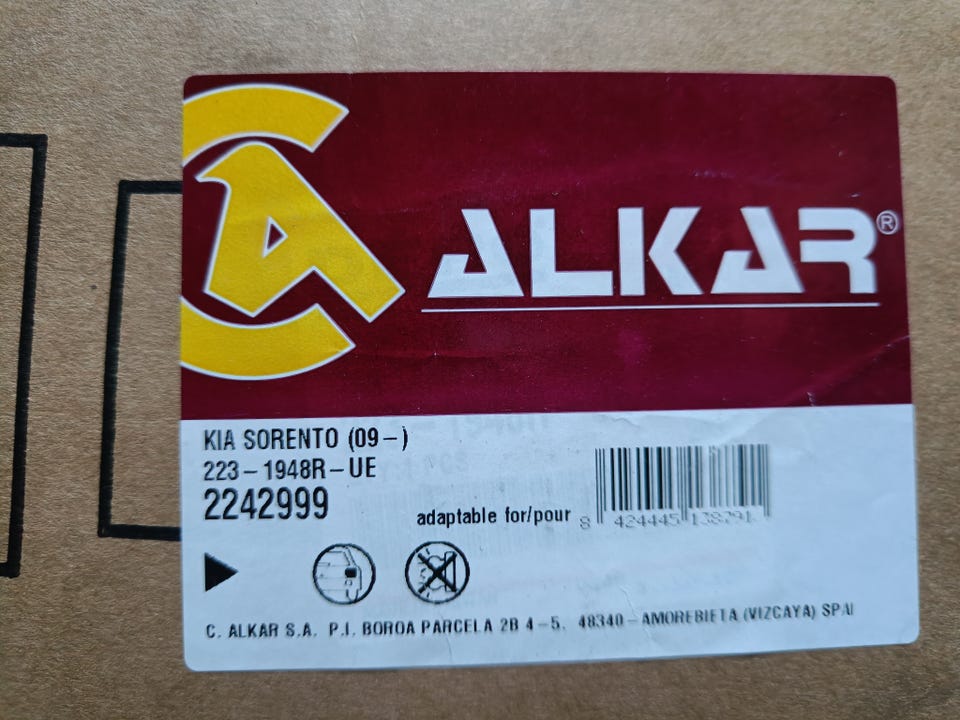 ALKAR®
KIA SORENTO (09-)
223-1948R-UE
2242999
adaptable for/pour
8 424445 138291
C. ALKAR S.A. P.I. BOROA PARCELA 2B 4-5. 48340-AMOREBIETA (VIZCAYA) SPAI